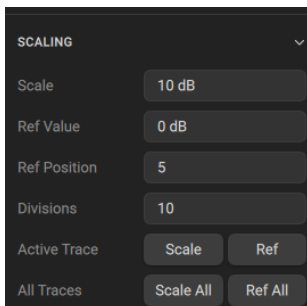 SCALING
Scale 10 dB
Ref Value 0 dB
Ref Position 5
Divisions 10
Active Trace Scale Ref
All Traces Scale All Ref All